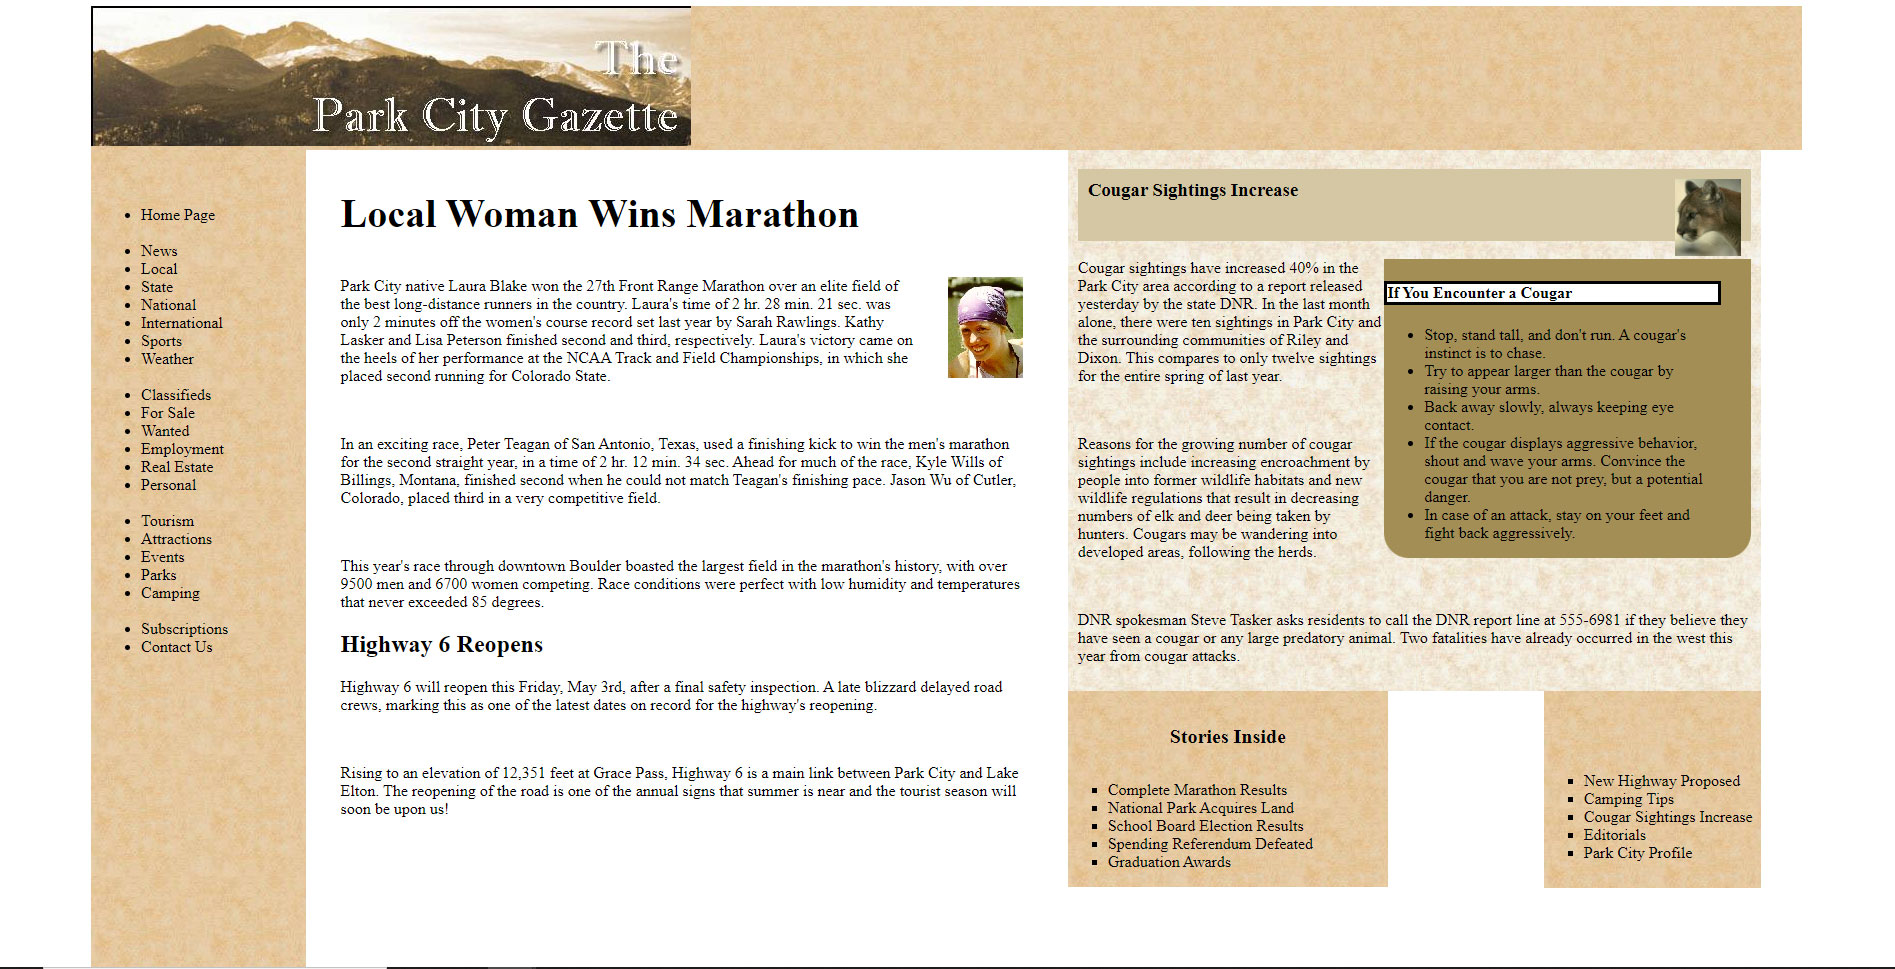 The
Park City Gazette
Home Page
News
Local
State
National
International
Sports
Weather
Classifieds
For Sale
Wanted
Employment
Real Estate
Personal
Tourism
Attractions
Events
Parks
Camping
Subscriptions
Contact Us
Local Woman Wins Marathon
Park City native Laura Blake won the 27th Front Range Marathon over an elite field of
the best long-distance runners in the country. Laura's time of 2 hr. 28 min. 21 sec. was
only 2 minutes off the women's course record set last year by Sarah Rawlings. Kathy
Lasker and Lisa Peterson finished second and third, respectively. Laura's victory came on
the heels of her performance at the NCAA Track and Field Championships, in which she
placed second running for Colorado State.
In an exciting race, Peter Teagan of San Antonio, Texas, used a finishing kick to win the men's marathon
for the second straight year, in a time of 2 hr. 12 min. 34 sec. Ahead for much of the race, Kyle Wills of
Billings, Montana, finished second when he could not match Teagan's finishing pace. Jason Wu of Cutler,
Colorado, placed third in a very competitive field.
This year's race through downtown Boulder boasted the largest field in the marathon's history, with over
9500 men and 6700 women competing. Race conditions were perfect with low humidity and temperatures
that never exceeded 85 degrees.
Highway 6 Reopens
Highway 6 will reopen this Friday, May 3rd, after a final safety inspection. A late blizzard delayed road
crews, marking this as one of the latest dates on record for the highway's reopening.
Rising to an elevation of 12,351 feet at Grace Pass, Highway 6 is a main link between Park City and Lake
Elton. The reopening of the road is one of the annual signs that summer is near and the tourist season will
soon be upon us!
Cougar Sightings Increase
Cougar sightings have increased 40% in the
Park City area according to a report released
yesterday by the state DNR. In the last month
alone, there were ten sightings in Park City and
the surrounding communities of Riley and
Dixon. This compares to only twelve sightings
for the entire spring of last year.
Reasons for the growing number of cougar
sightings include increasing encroachment by
people into former wildlife habitats and new
wildlife regulations that result in decreasing
numbers of elk and deer being taken by
hunters. Cougars may be wandering into
developed areas, following the herds.
If You Encounter a Cougar
Stop, stand tall, and don't run. A cougar's
instinct is to chase.
Try to appear larger than the cougar by
raising your arms.
Back away slowly, always keeping eye
contact.
If the cougar displays aggressive behavior,
shout and wave your arms. Convince the
cougar that you are not prey, but a potential
danger.
In case of an attack, stay on your feet and
fight back aggressively.
DNR spokesman Steve Tasker asks residents to call the DNR report line at 555-6981 if they believe they
have seen a cougar or any large predatory animal. Two fatalities have already occurred in the west this
year from cougar attacks.
Stories Inside
Complete Marathon Results
National Park Acquires Land
School Board Election Results
Spending Referendum Defeated
Graduation Awards
New Highway Proposed
Camping Tips
Cougar Sightings Increase
Editorials
Park City Profile